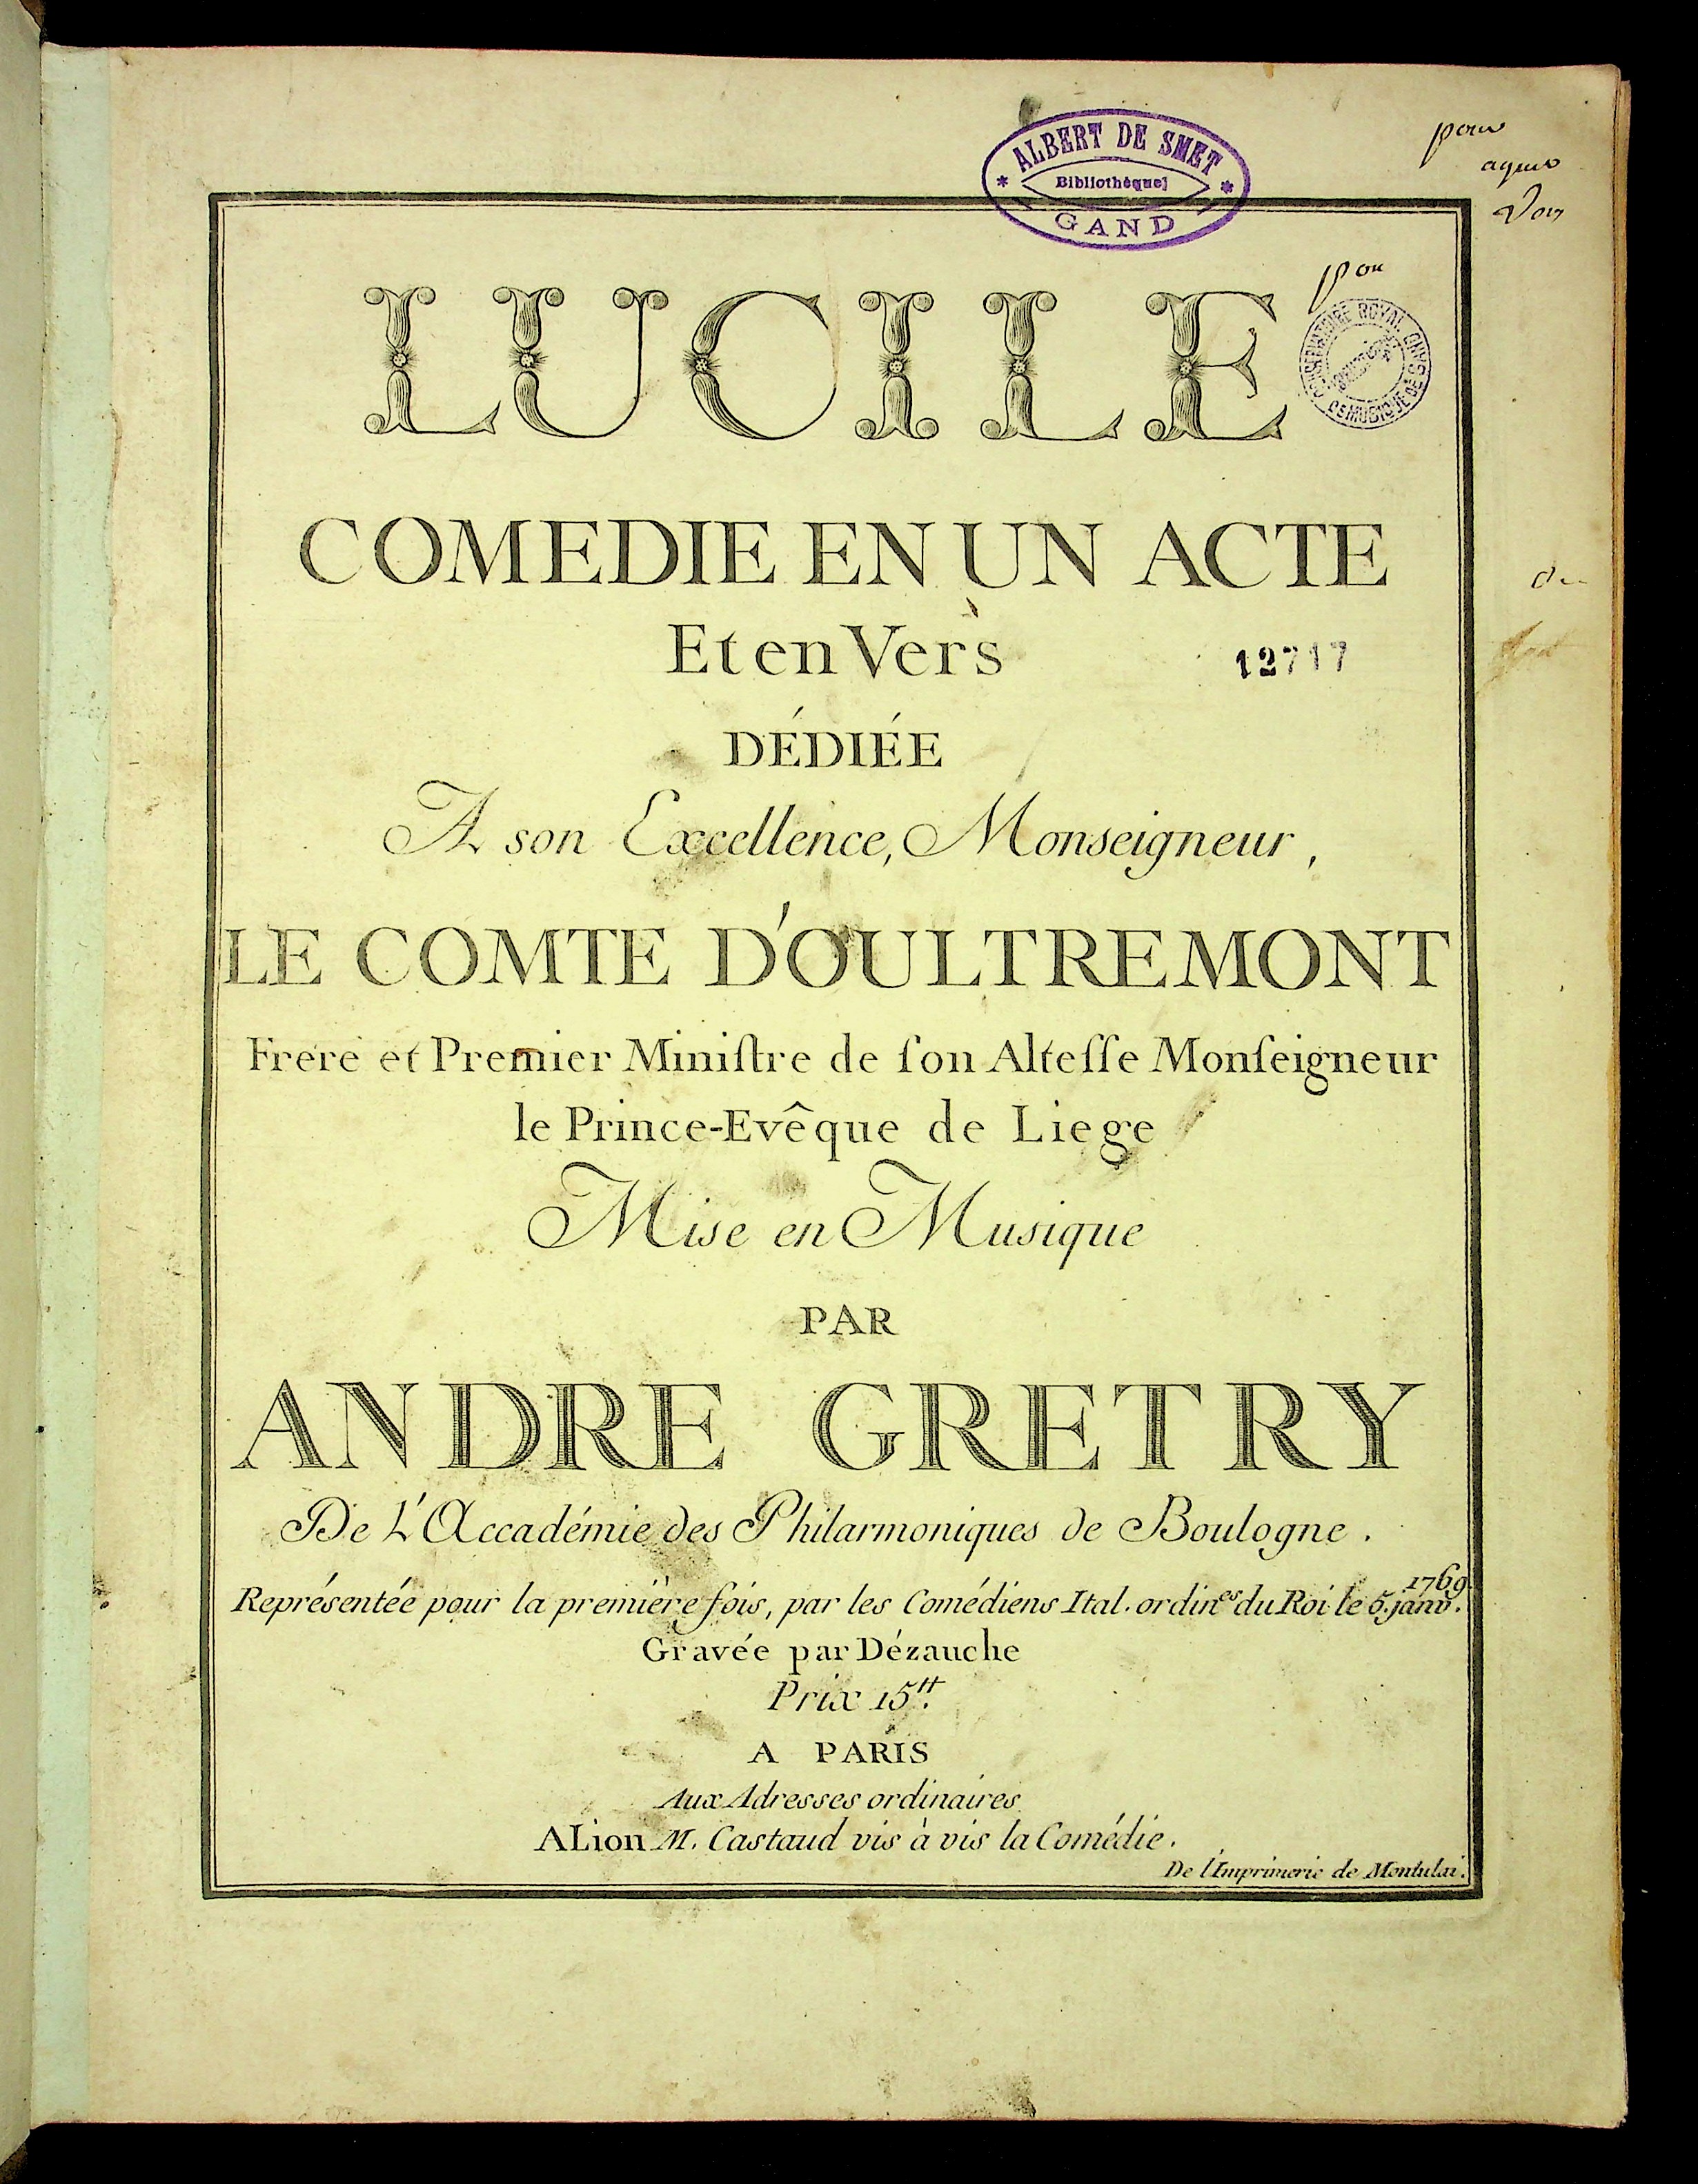 ALBERT DE SMET
Bibliothèque
GAND
pour
LUCILE
CONSERVATOIRE ROYAL DE MUSIQUE DE GAND
COMEDIE EN UN ACTE
Et en Vers
12717
DÉDIÉE
A son Excellence, Monseigneur,
LE COMTE D'OULTREMONT
Frere et Premier Miniſtre de ſon Alteſſe Monſeigneur
le Prince-Evêque de Liege
Mise en Musique
PAR
ANDRE GRETRY
De L'Accadémie des Philarmoniques de Boulogne.
Représentée pour la première fois, par les Comédiens Ital. ordin.es du Roi le 5. janv. 1769.
Gravée par Dézauche
Prix 15tt.
A PARIS
Aux Adresses ordinaires
A Lion M. Castaud vis à vis la Comédie.
De l'Imprimerie de Montulai.